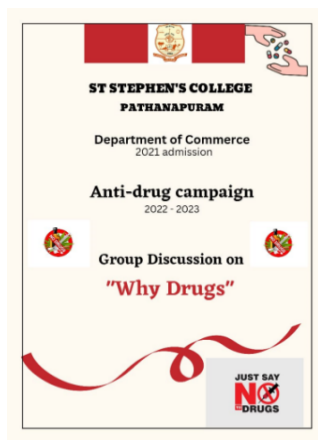 ST STEPHEN'S COLLEGE
PATHANAPURAM
Department of Commerce
2021 admission
Anti-drug campaign
2022 - 2023
Group Discussion on
"Why Drugs"
JUST SAY
NO
TO DRUGS